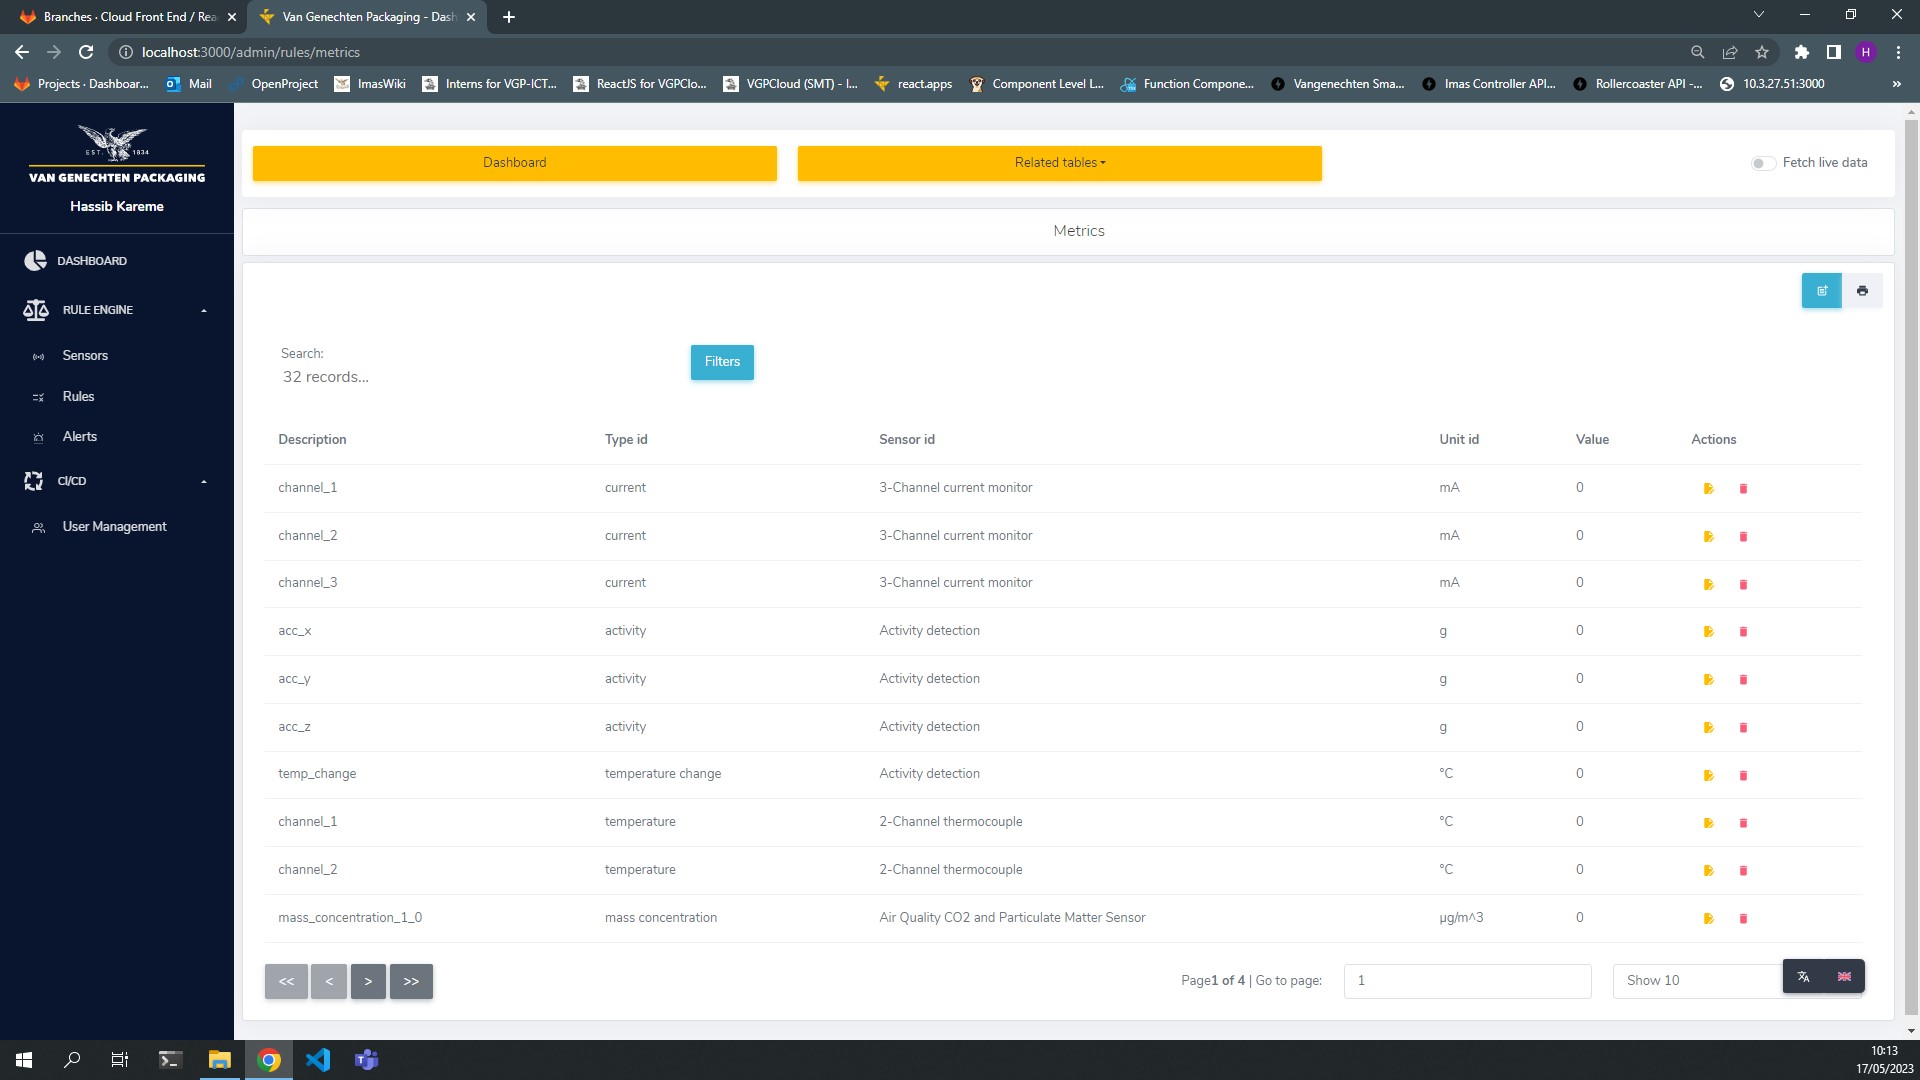 Branches · Cloud Front End / Rea
Van Genechten Packaging - Dash
localhost:3000/admin/rules/metrics
H
Projects · Dashboar...
Mail
OpenProject
ImasWiki
Interns for VGP-ICT...
ReactJS for VGPClo...
VGPCloud (SMT) - I...
react.apps
Component Level L...
Function Compone...
Vangenechten Sma...
Imas Controller API...
Rollercoaster API -...
10.3.27.51:3000
»
EST. 1834
VAN GENECHTEN PACKAGING
Hassib Kareme
DASHBOARD
RULE ENGINE
Sensors
Rules
Alerts
CI/CD
User Management
Dashboard
Related tables
Fetch live data
Metrics
Search:
32 records...
Filters
Description Type id Sensor id Unit id Value Actions
channel_1 current 3-Channel current monitor mA 0
channel_2 current 3-Channel current monitor mA 0
channel_3 current 3-Channel current monitor mA 0
acc_x activity Activity detection g 0
acc_y activity Activity detection g 0
acc_z activity Activity detection g 0
temp_change temperature change Activity detection °C 0
channel_1 temperature 2-Channel thermocouple °C 0
channel_2 temperature 2-Channel thermocouple °C 0
mass_concentration_1_0 mass concentration Air Quality CO2 and Particulate Matter Sensor µg/m^3 0
<< < > >> Page1 of 4 | Go to page: 1 Show 10
10:13
17/05/2023